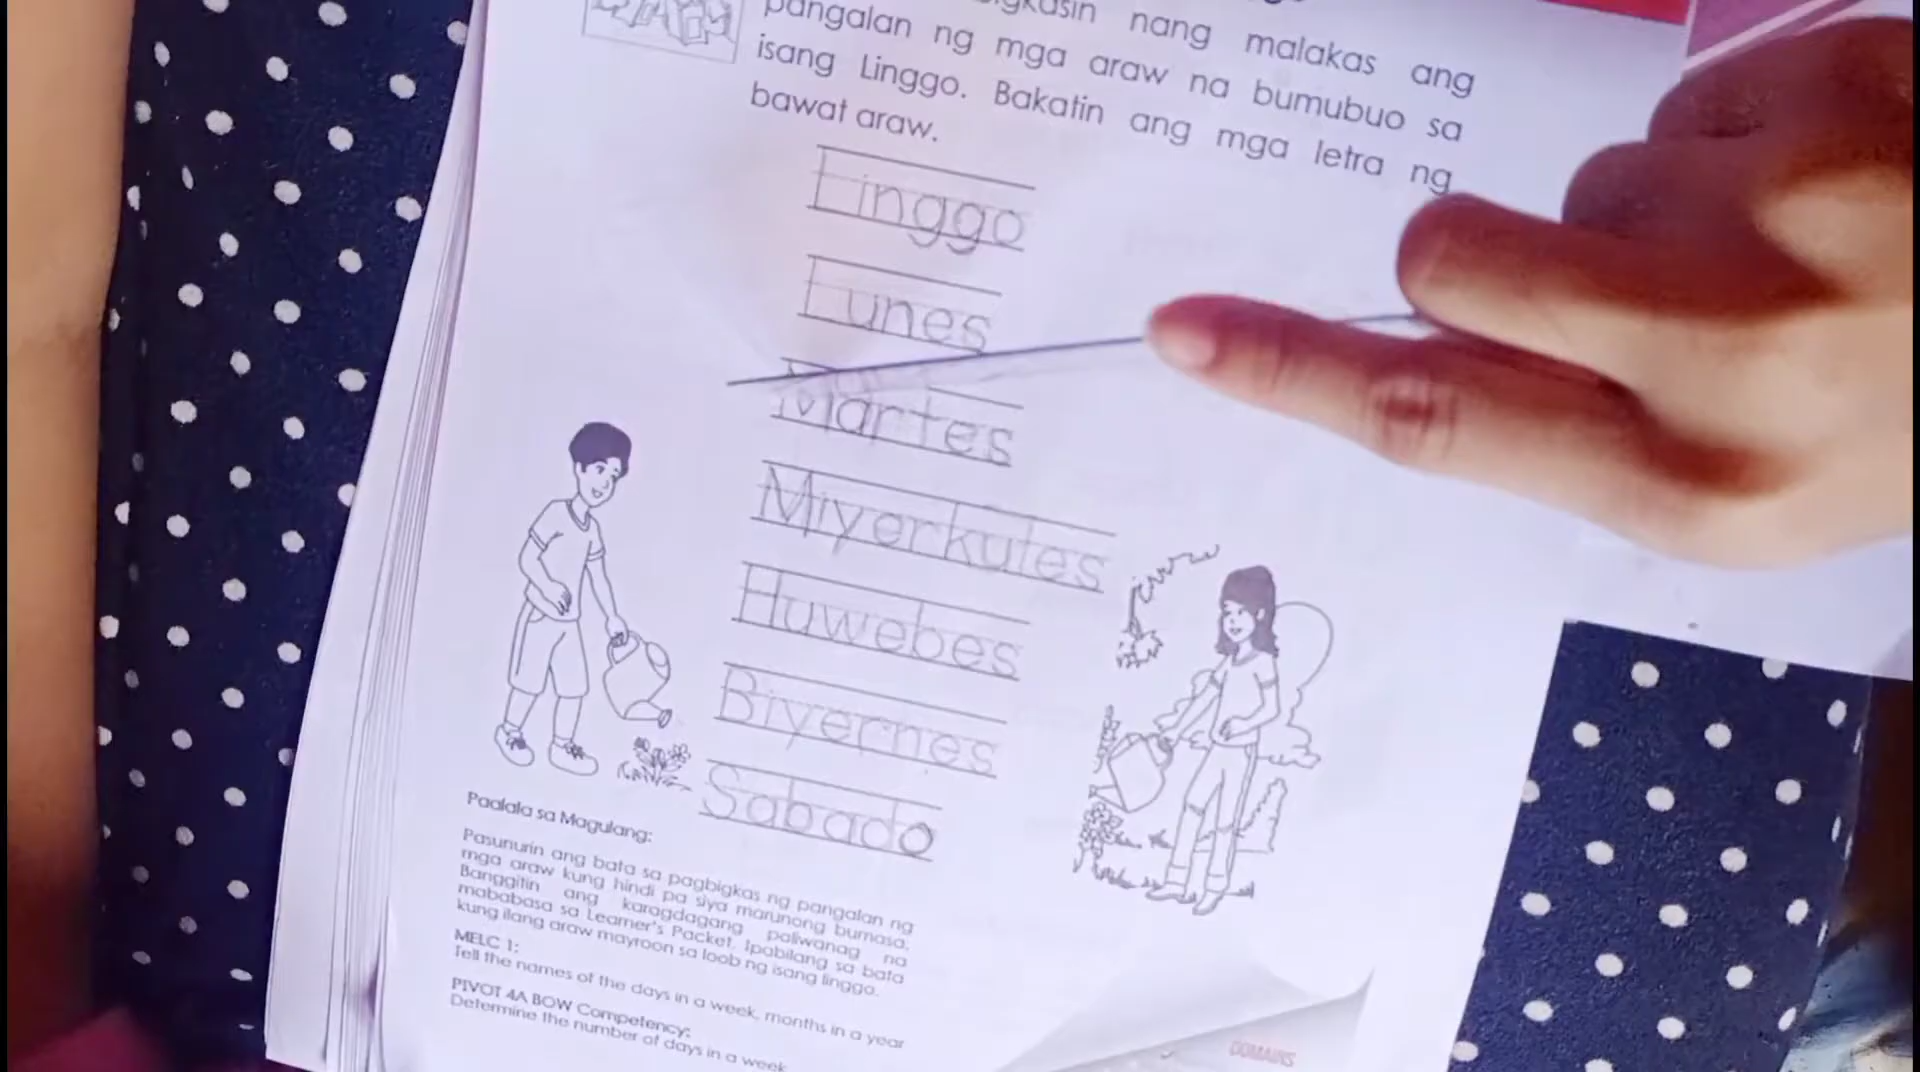 nang malakas ang
pangalan ng mga araw na bumubuo sa
isang Linggo. Bakatin ang mga letra ng
bawat araw.
Linggo
Lunes
Martes
Miyerkules
Huwebes
Biyernes
Sabado
Paalala sa Magulang:
Pasunurin ang bata sa pagbigkas ng pangalan ng
mga araw kung hindi pa siya marunong bumasa.
Banggitin ang karagdagang paliwanag na
mababasa sa Learner's Packet. Ipabilang sa bata
kung ilang araw mayroon sa loob ng isang linggo.
MELC 1:
Tell the names of the days in a week, months in a year
PIVOT 4A BOW Competency:
Determine the number of days in a week
DOMAINS